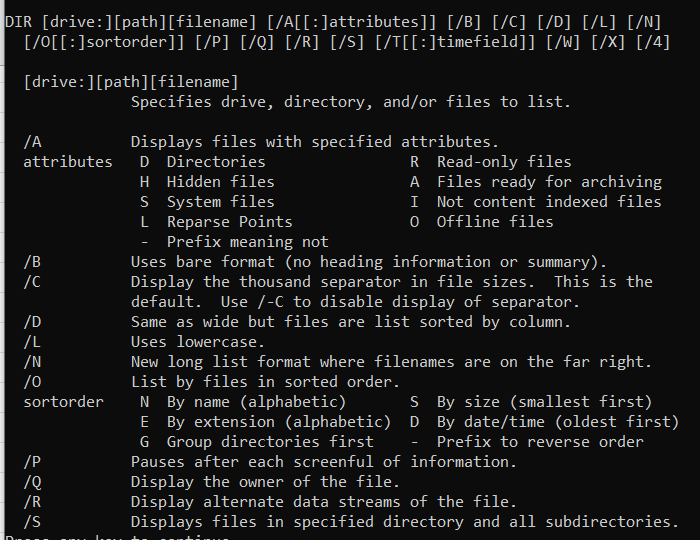 DIR [drive:][path][filename] [/A[[:]attributes]] [/B] [/C] [/D] [/L] [/N]
  [/O[[:]sortorder]] [/P] [/Q] [/R] [/S] [/T[[:]timefield]] [/W] [/X] [/4]

  [drive:][path][filename]
              Specifies drive, directory, and/or files to list.

  /A          Displays files with specified attributes.
  attributes   D  Directories                R  Read-only files
               H  Hidden files               A  Files ready for archiving
               S  System files               I  Not content indexed files
               L  Reparse Points             O  Offline files
               -  Prefix meaning not
  /B          Uses bare format (no heading information or summary).
  /C          Display the thousand separator in file sizes.  This is the
              default.  Use /-C to disable display of separator.
  /D          Same as wide but files are list sorted by column.
  /L          Uses lowercase.
  /N          New long list format where filenames are on the far right.
  /O          List by files in sorted order.
  sortorder    N  By name (alphabetic)       S  By size (smallest first)
               E  By extension (alphabetic)  D  By date/time (oldest first)
               G  Group directories first    -  Prefix to reverse order
  /P          Pauses after each screenful of information.
  /Q          Display the owner of the file.
  /R          Display alternate data streams of the file.
  /S          Displays files in specified directory and all subdirectories.